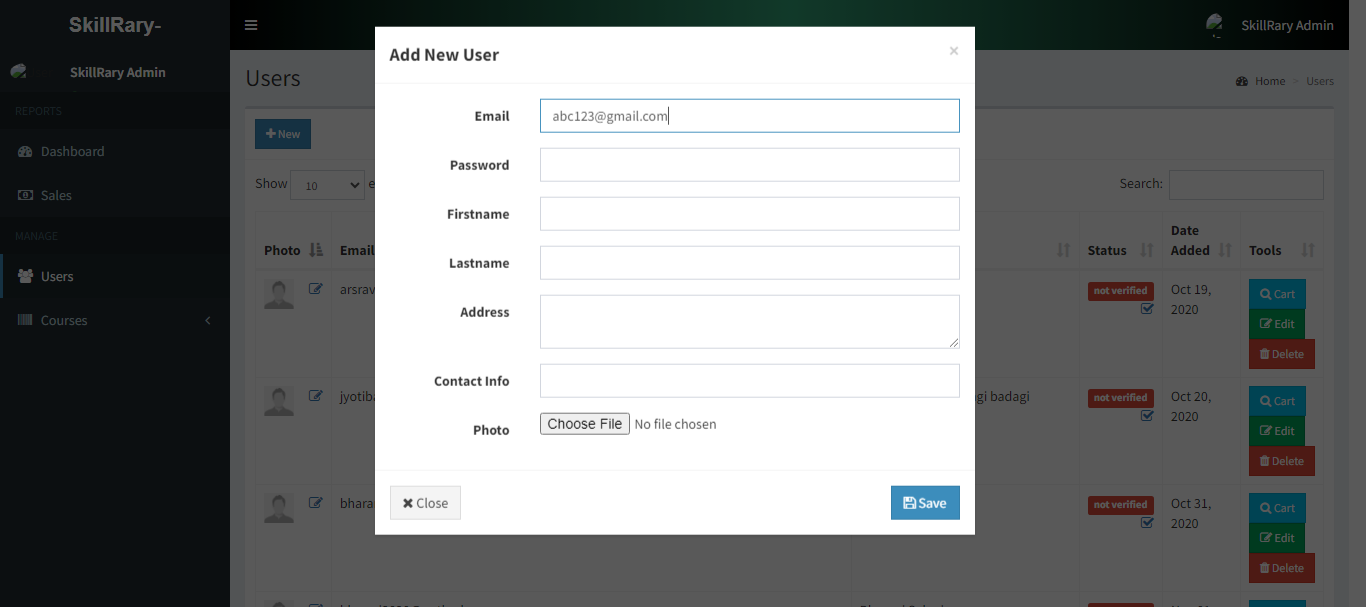 SkillRary-
SkillRary Admin
SkillRary Admin
REPORTS
Dashboard
Sales
MANAGE
Users
Courses
Users
Home > Users
New
Show 10 e
Search:
Photo Email Status Date Added Tools
arsrav not verified Oct 19, 2020
Cart
Edit
Delete
jyotiba gi badagi not verified Oct 20, 2020
Cart
Edit
Delete
bhara not verified Oct 31, 2020
Cart
Edit
Delete
Add New User ×
Email abc123@gmail.com
Password
Firstname
Lastname
Address
Contact Info
Photo Choose File No file chosen
Close Save